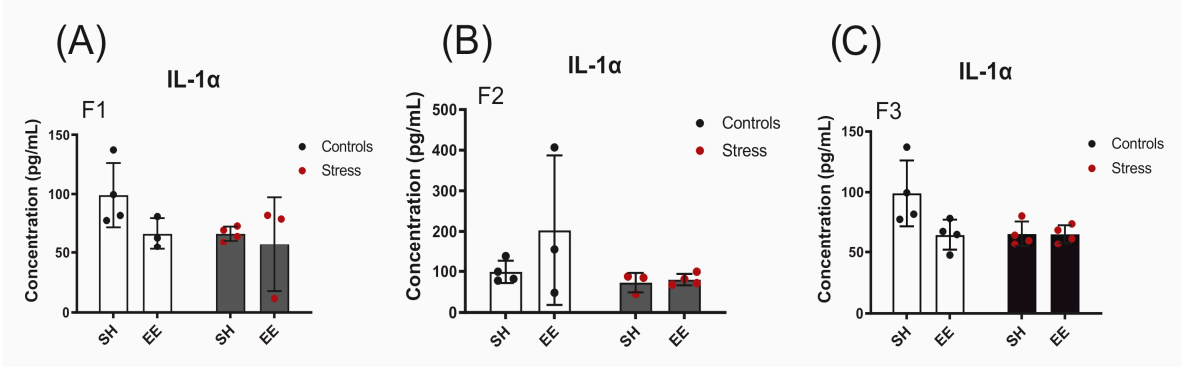 (A)
IL-1α
F1
Concentration (pg/mL)
150
100
50
0
SH
EE
SH
EE
Controls
Stress
(B)
IL-1α
F2
Concentration (pg/mL)
500
400
300
200
100
0
SH
EE
SH
EE
Controls
Stress
(C)
IL-1α
F3
Concentration (pg/mL)
150
100
50
0
SH
EE
SH
EE
Controls
Stress